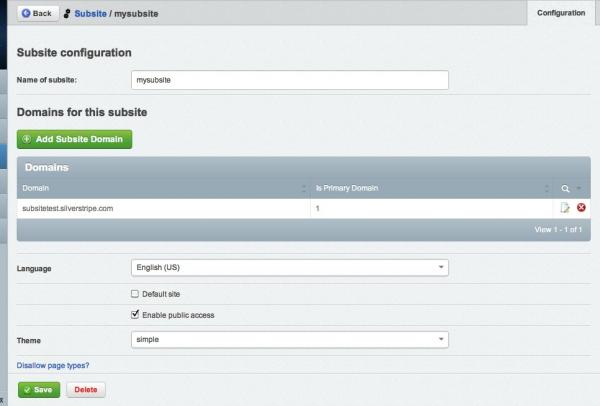 Back Subsite / mysubsite Configuration
Subsite configuration
Name of subsite: mysubsite
Domains for this subsite
Add Subsite Domain
Domains
Domain Is Primary Domain
subsitetest.silverstripe.com 1
View 1 - 1 of 1
Language English (US)
Default site
Enable public access
Theme simple
Disallow page types?
Save Delete